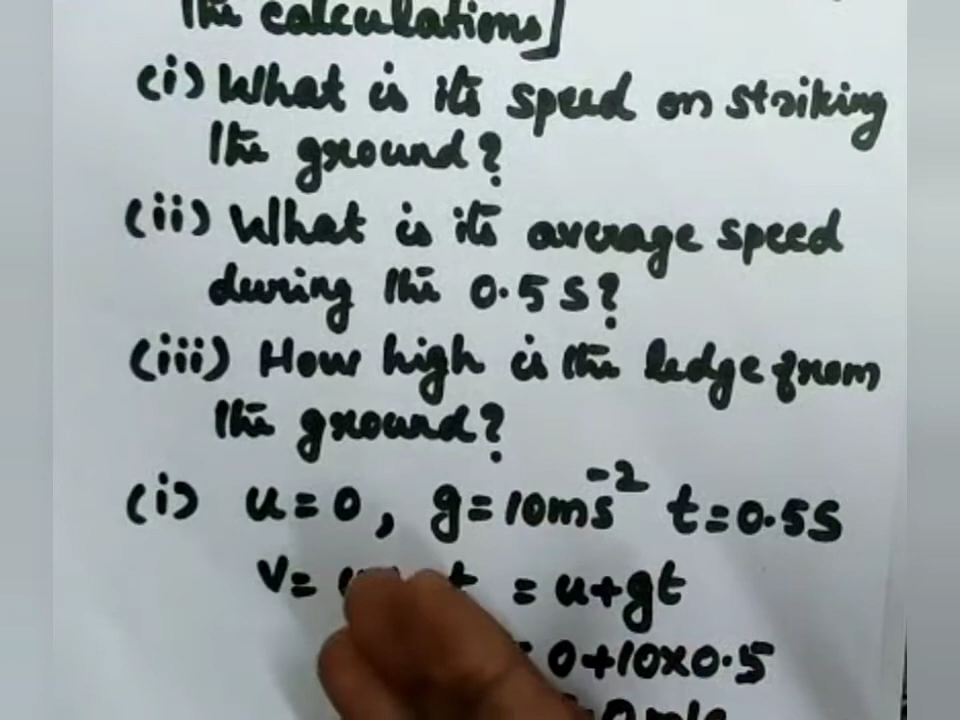 the calculations]
(i) What is its speed on striking
the ground?
(ii) What is its average speed
during the 0.5 s?
(iii) How high is the ledge from
the ground?
(i) u=0, g=10ms⁻² t=0.5s
v= t = u+gt
0+10×0.5